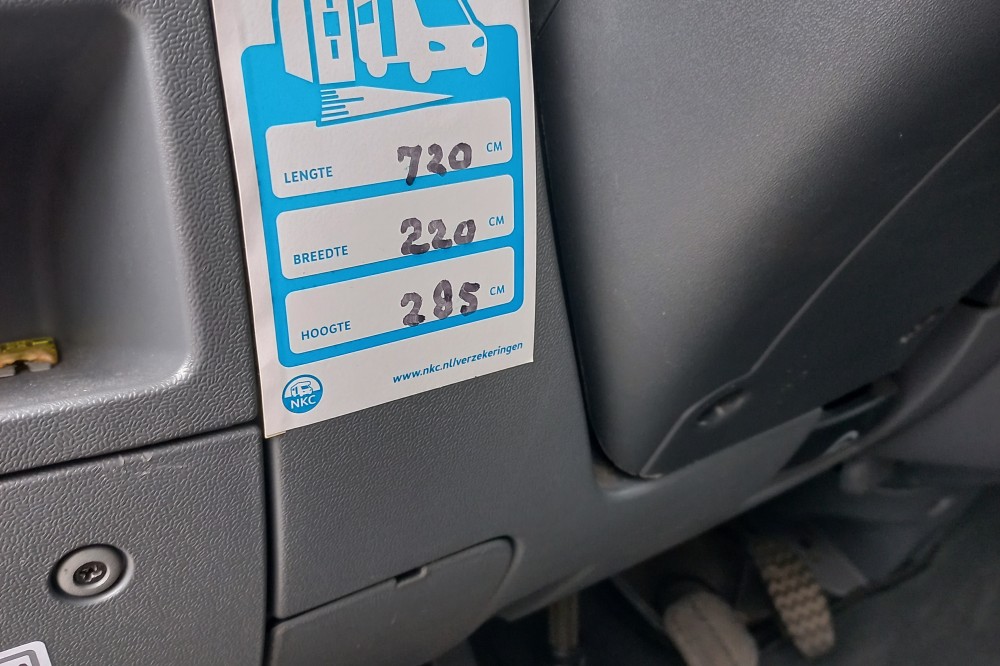 LENGTE 720 CM
BREEDTE 220 CM
HOOGTE 285 CM
www.nkc.nl/verzekeringen
NKC